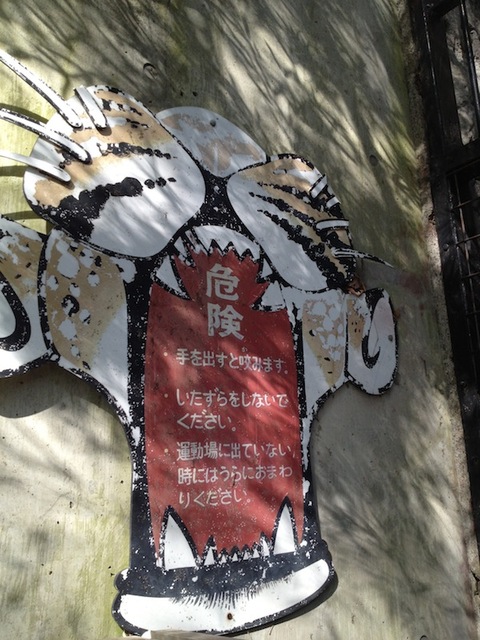 危険
・手を出すと咬みます。
・いたずらをしないで
ください。
・運動場に出ていない
時にはうらにおまわ
りください。